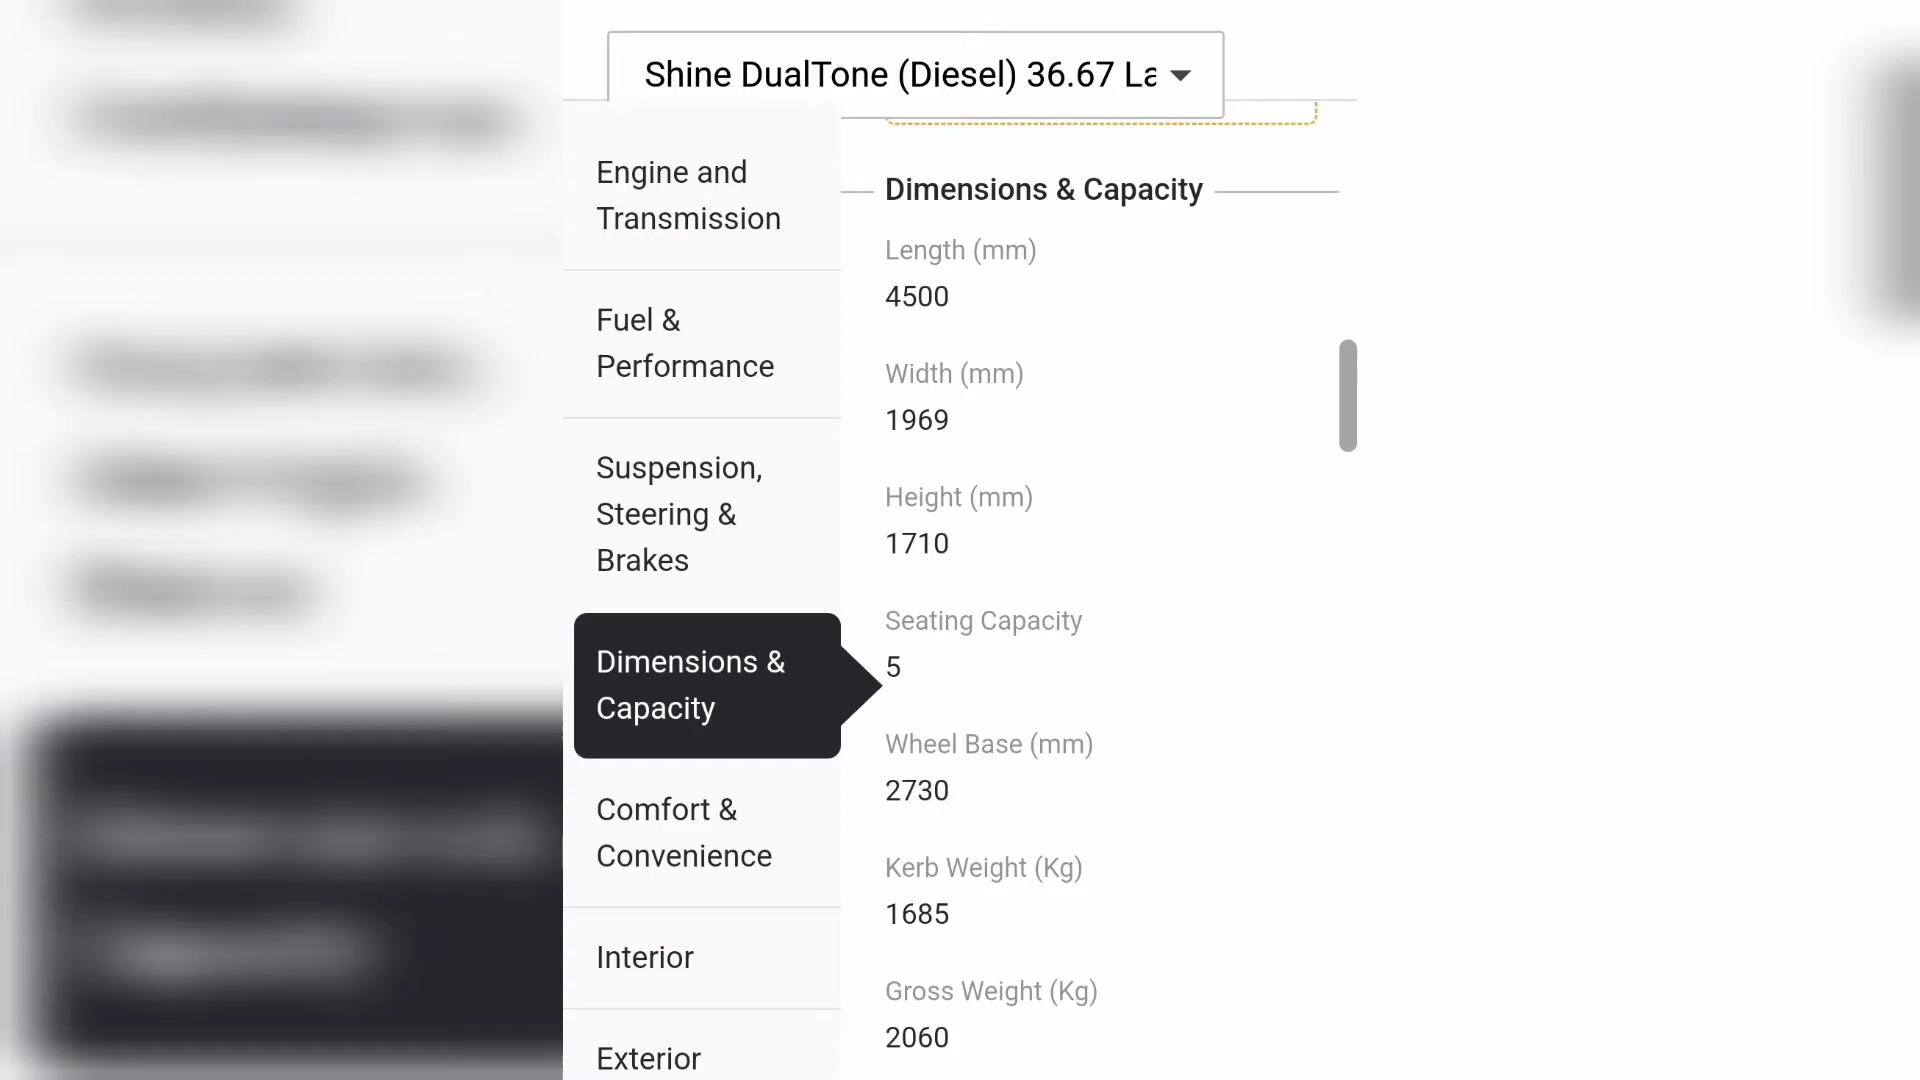 Shine DualTone (Diesel) 36.67 La
Engine and
Transmission
Fuel &
Performance
Suspension,
Steering &
Brakes
Dimensions &
Capacity
Comfort &
Convenience
Interior
Exterior
Dimensions & Capacity
Length (mm)
4500
Width (mm)
1969
Height (mm)
1710
Seating Capacity
5
Wheel Base (mm)
2730
Kerb Weight (Kg)
1685
Gross Weight (Kg)
2060